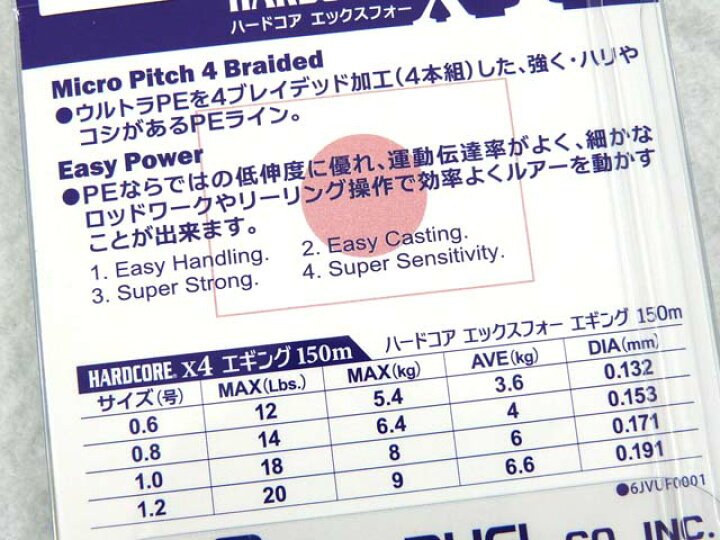 HARDCORE
ハードコア エックスフォー
Micro Pitch 4 Braided
●ウルトラPEを4ブレイデッド加工(4本組)した、強く・ハリや
コシがあるPEライン。
Easy Power
●PEならではの低伸度に優れ、運動伝達率がよく、細かな
ロッドワークやリーリング操作で効率よくルアーを動かす
ことが出来ます。
1. Easy Handling. 2. Easy Casting.
3. Super Strong. 4. Super Sensitivity.
HARDCORE® X4 エギング 150m ハードコア エックスフォー エギング 150m
サイズ(号) MAX(Lbs.) MAX(kg) AVE(kg) DIA(mm)
0.6 12 5.4 3.6 0.132
0.8 14 6.4 4 0.153
1.0 18 8 6 0.171
1.2 20 9 6.6 0.191
●6JVUF0001
CO. INC.